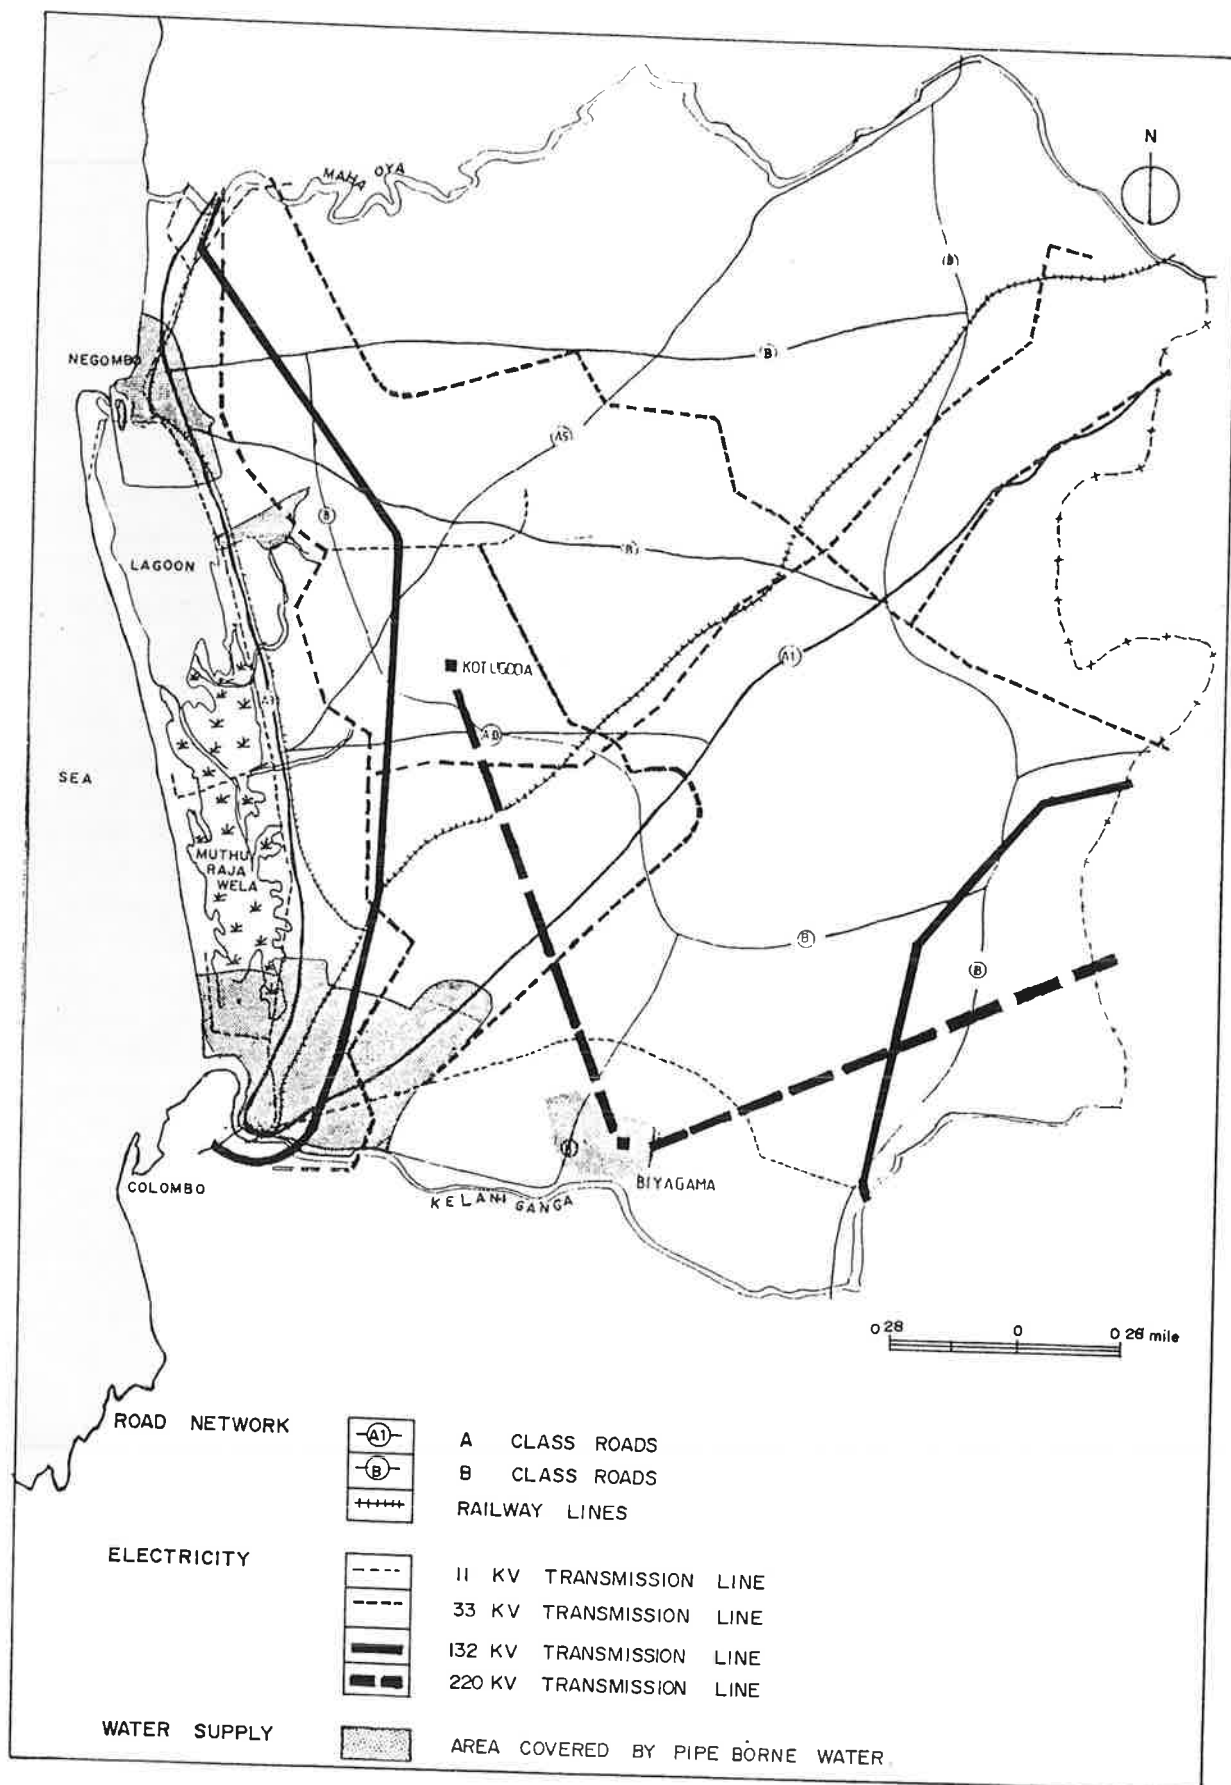 N
MAHA OYA
B
NEGOMBO
B
A5
B
B
LAGOON
A1
KOTUGODA
A3
SEA
MUTHU
RAJA
WELA
B
B
B
BIYAGAMA
COLOMBO
KELANI GANGA
0 28 0 0 28 mile
ROAD NETWORK
A1 A CLASS ROADS
B B CLASS ROADS
RAILWAY LINES
ELECTRICITY
11 KV TRANSMISSION LINE
33 KV TRANSMISSION LINE
132 KV TRANSMISSION LINE
220 KV TRANSMISSION LINE
WATER SUPPLY
AREA COVERED BY PIPE BORNE WATER